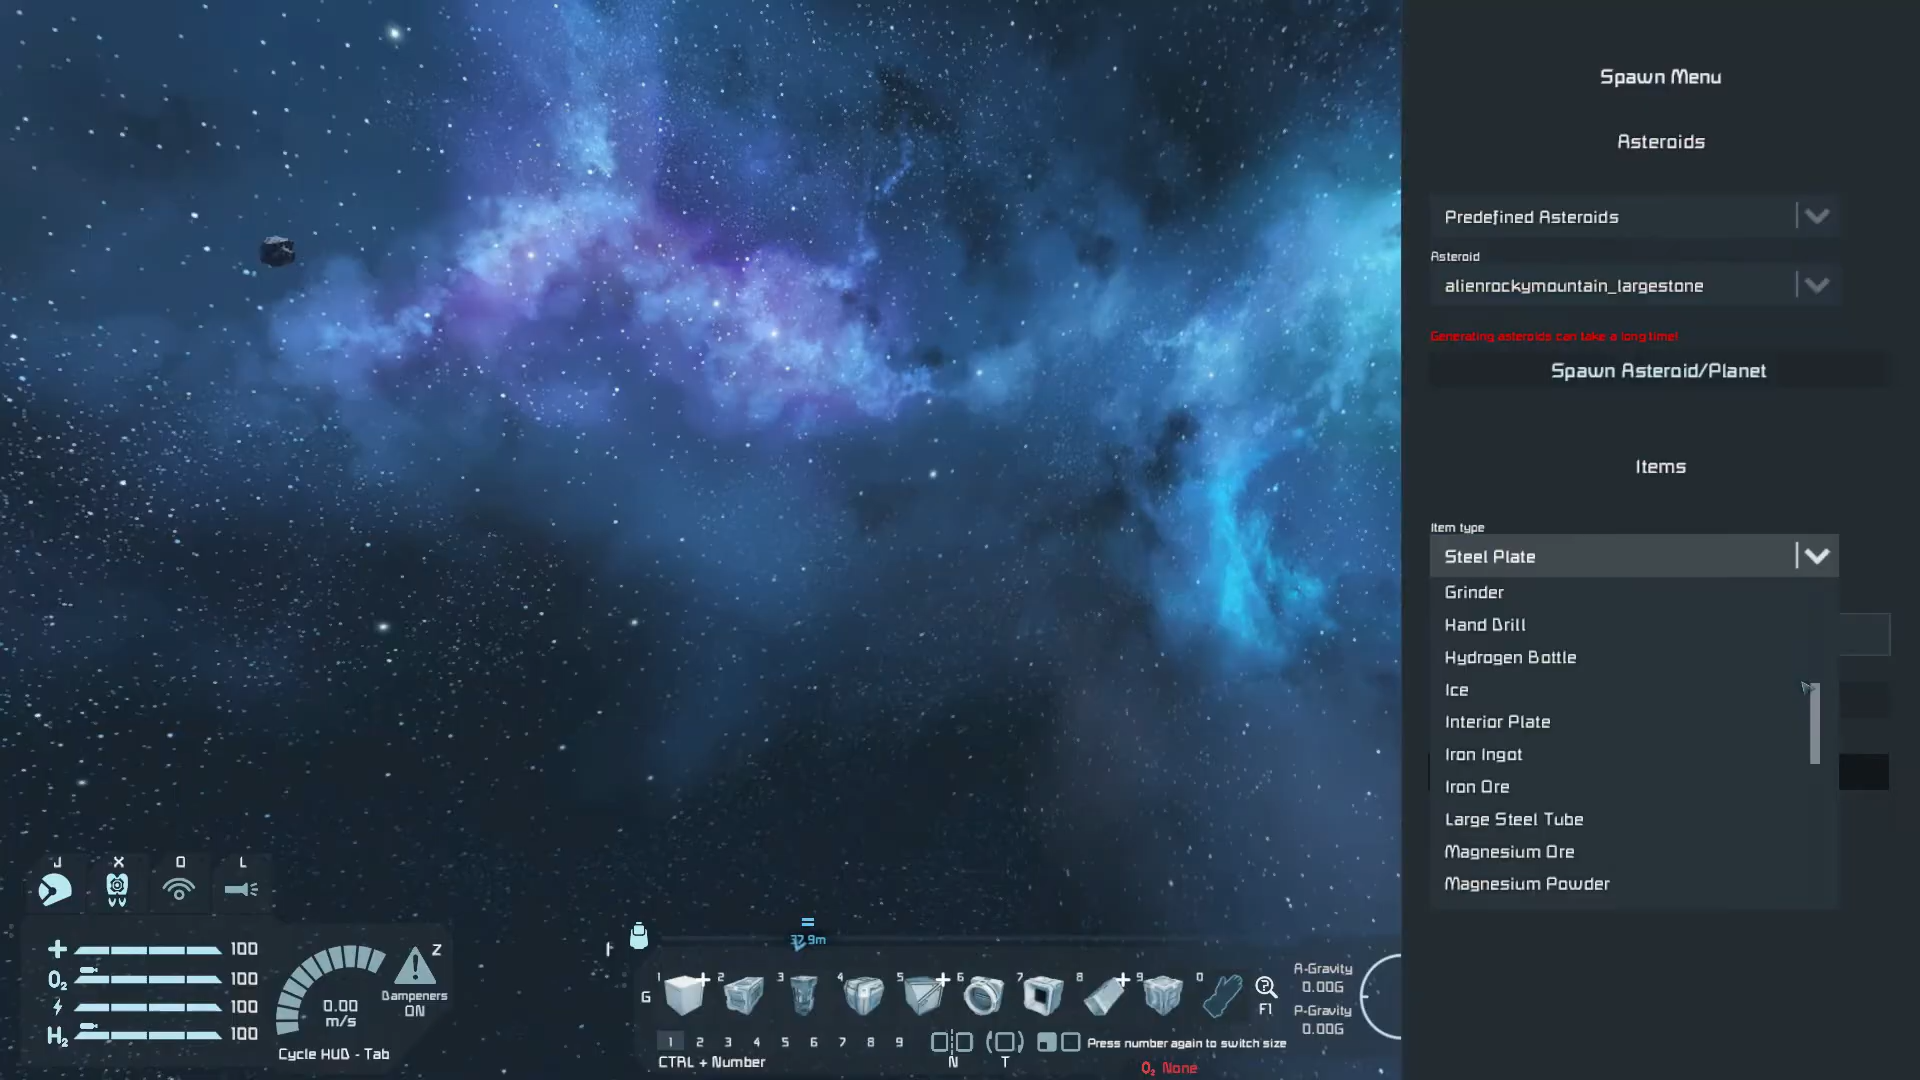 Spawn Menu
Asteroids
Predefined Asteroids
Asteroid
alienrockymountain_largestone
Generating asteroids can take a long time!
Spawn Asteroid/Planet
Items
Item type
Steel Plate
Grinder
Hand Drill
Hydrogen Bottle
Ice
Interior Plate
Iron Ingot
Iron Ore
Large Steel Tube
Magnesium Ore
Magnesium Powder
J X O L
100
O2 100
100
H2 100
0.00
m/s
Z
Dampeners
ON
Cycle HUD - Tab
37.9m
G
1 2 3 4 5 6 7 8 9 0
F1
1 2 3 4 5 6 7 8 9
CTRL + Number
N
T
Press number again to switch size
O2 None
A-Gravity
0.00G
P-Gravity
0.00G